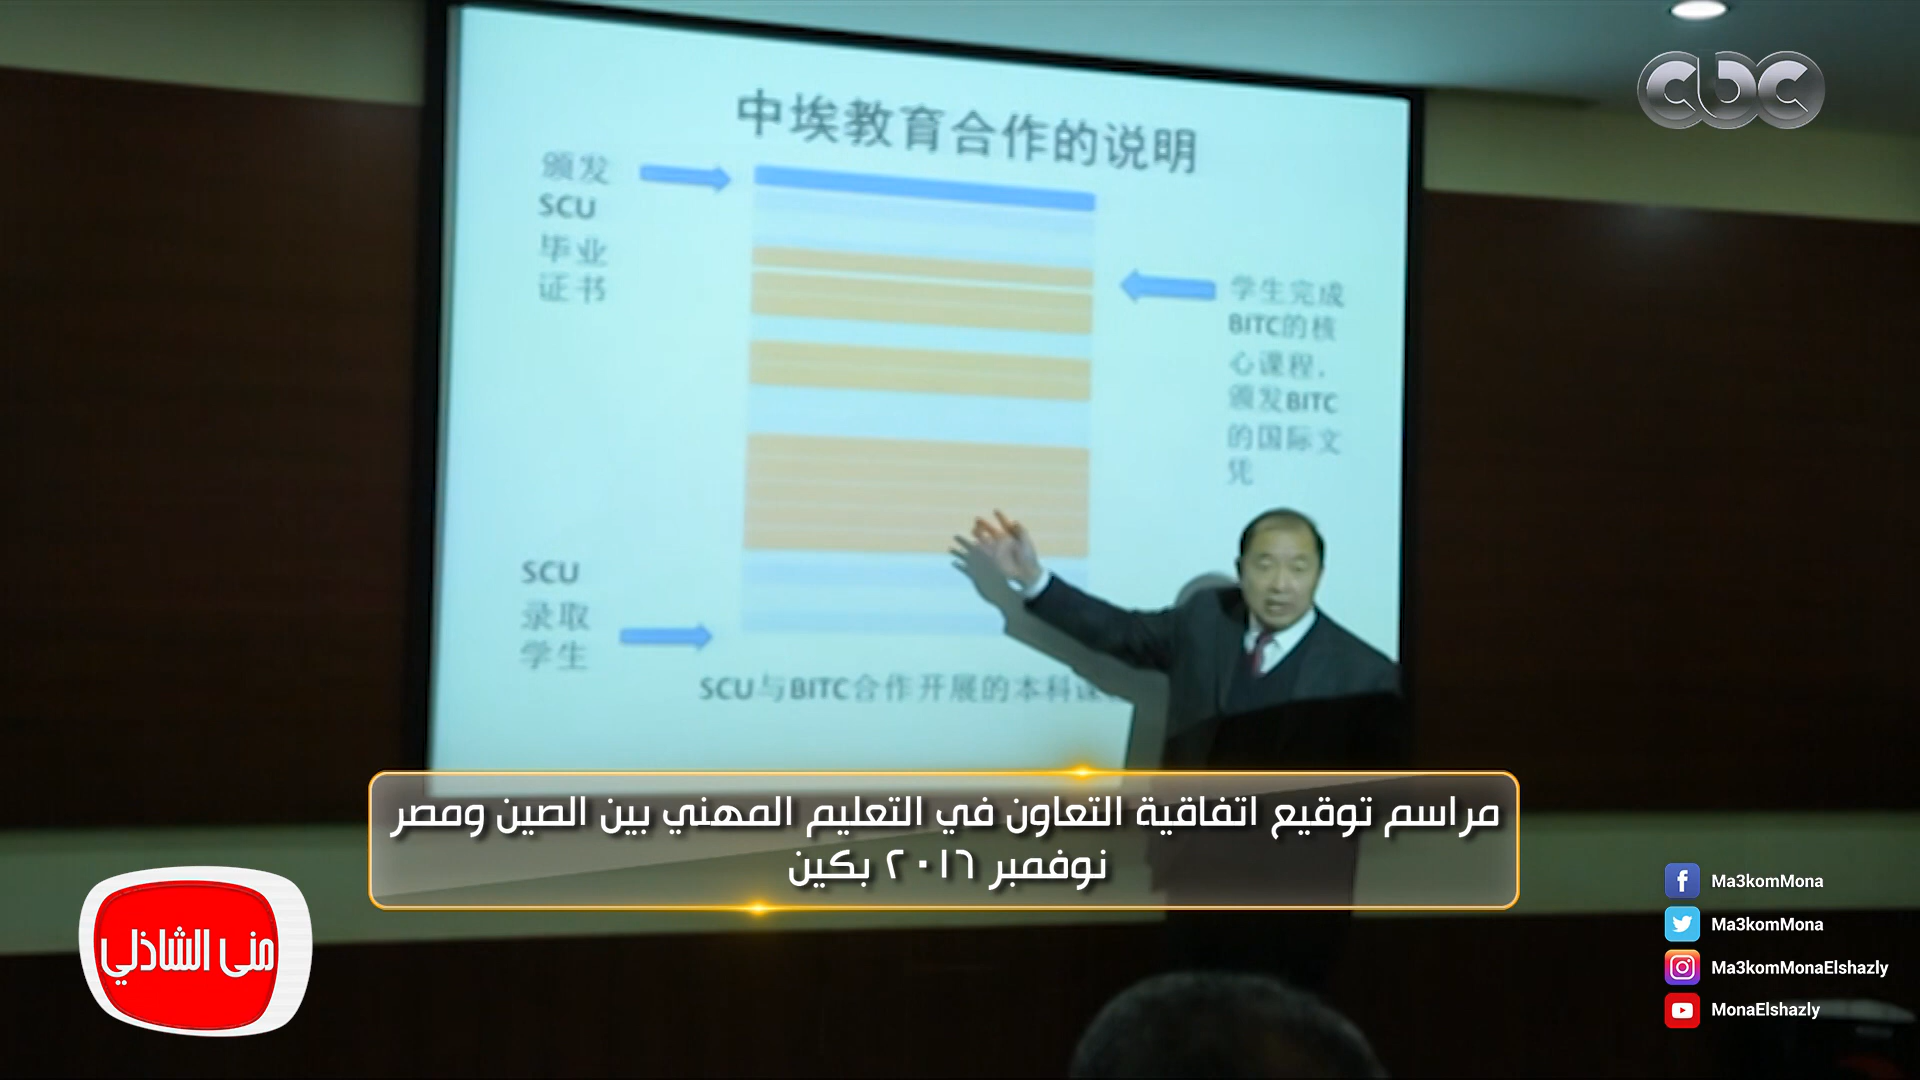 cbc
中埃教育合作的说明
颁发
SCU
毕业
证书
学生完成
BITC的核
心课程，
颁发BITC
的国际文
凭
SCU
录取
学生
SCU与BITC合作开展的本科课
مراسم توقيع اتفاقية التعاون في التعليم المهني بين الصين ومصر
نوفمبر ٢٠١٦ بكين
منى الشاذلي
Ma3komMona
Ma3komMona
Ma3komMonaElshazly
MonaElshazly